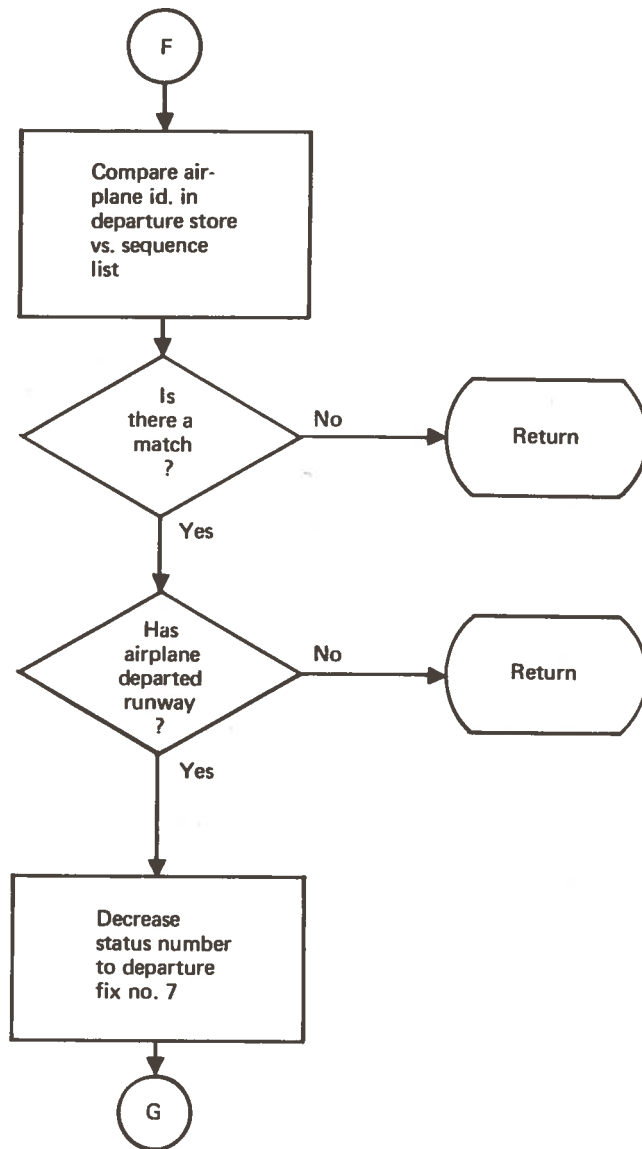 F
Compare air-
plane id. in
departure store
vs. sequence
list
Is
there a
match
?
No
Return
Yes
Has
airplane
departed
runway
?
No
Return
Yes
Decrease
status number
to departure
fix no. 7
G